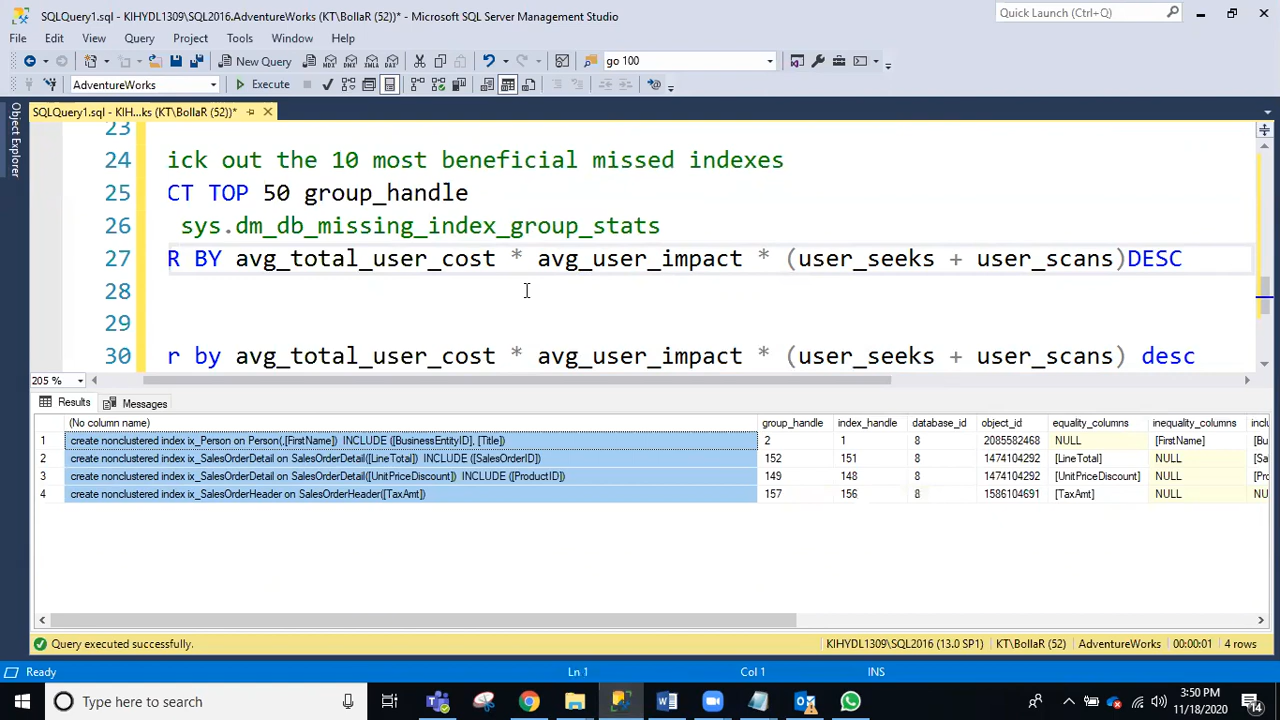 SQLQuery1.sql - KIHYDL1309\SQL2016.AdventureWorks (KT\BollaR (52))* - Microsoft SQL Server Management Studio
Quick Launch (Ctrl+Q)
File Edit View Query Project Tools Window Help
New Query go 100
AdventureWorks Execute
SQLQuery1.sql - KIH...ks (KT\BollaR (52))*
Object Explorer
23
24 ick out the 10 most beneficial missed indexes
25 CT TOP 50 group_handle
26 sys.dm_db_missing_index_group_stats
27 R BY avg_total_user_cost * avg_user_impact * (user_seeks + user_scans)DESC
28
29
30 r by avg_total_user_cost * avg_user_impact * (user_seeks + user_scans) desc
205 %
Results Messages
(No column name) group_handle index_handle database_id object_id equality_columns inequality_columns inclu
1 create nonclustered index ix_Person on Person(,[FirstName]) INCLUDE ([BusinessEntityID], [Title]) 2 1 8 2085582468 NULL [FirstName] [Bu
2 create nonclustered index ix_SalesOrderDetail on SalesOrderDetail([LineTotal]) INCLUDE ([SalesOrderID]) 152 151 8 1474104292 [LineTotal] NULL [Sa
3 create nonclustered index ix_SalesOrderDetail on SalesOrderDetail([UnitPriceDiscount]) INCLUDE ([ProductID]) 149 148 8 1474104292 [UnitPriceDiscount] NULL [Pro
4 create nonclustered index ix_SalesOrderHeader on SalesOrderHeader([TaxAmt]) 157 156 8 1586104691 [TaxAmt] NULL NU
Query executed successfully. KIHYDL1309\SQL2016 (13.0 SP1) KT\BollaR (52) AdventureWorks 00:00:01 4 rows
Ready Ln 1 Col 1 INS
Type here to search
3:50 PM
11/18/2020
14